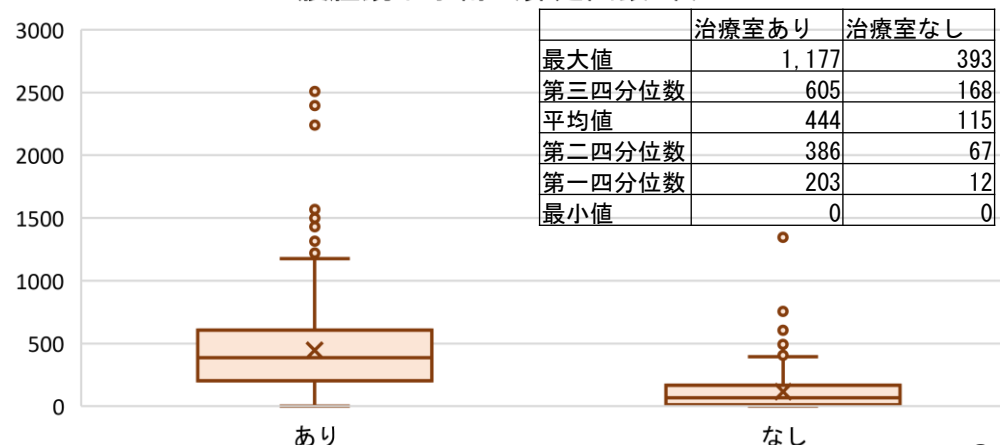 治療室あり 治療室なし
最大値 1,177 393
第三四分位数 605 168
平均値 444 115
第二四分位数 386 67
第一四分位数 203 12
最小値 0 0
3000
2500
2000
1500
1000
500
0
あり なし